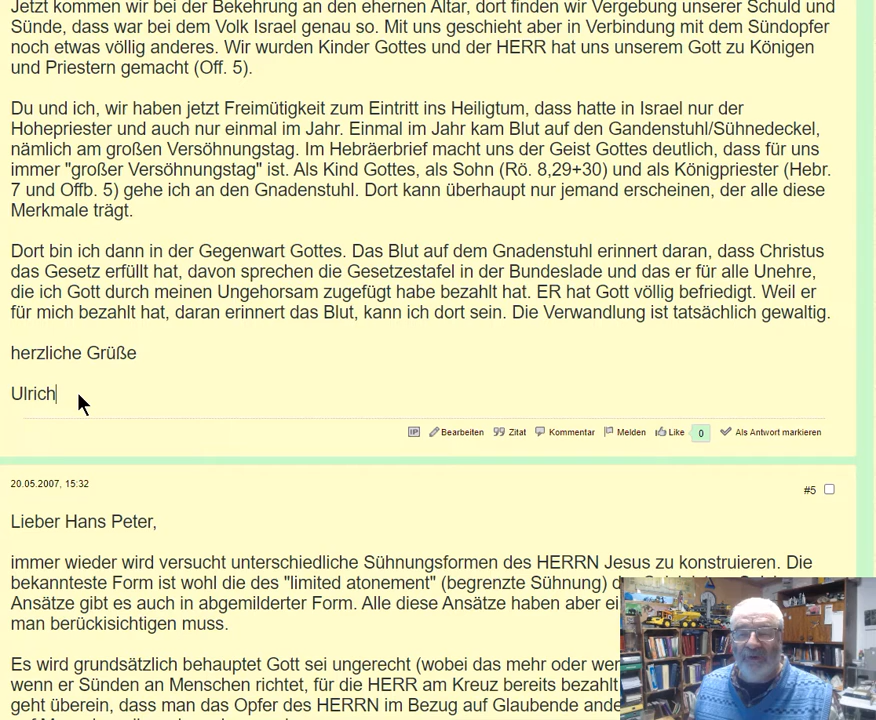 Jetzt kommen wir bei der Bekehrung an den ehernen Altar, dort finden wir Vergebung unserer Schuld und
Sünde, dass war bei dem Volk Israel genau so. Mit uns geschieht aber in Verbindung mit dem Sündopfer
noch etwas völlig anderes. Wir wurden Kinder Gottes und der HERR hat uns unserem Gott zu Königen
und Priestern gemacht (Off. 5).
Du und ich, wir haben jetzt Freimütigkeit zum Eintritt ins Heiligtum, dass hatte in Israel nur der
Hohepriester und auch nur einmal im Jahr. Einmal im Jahr kam Blut auf den Gandenstuhl/Sühnedeckel,
nämlich am großen Versöhnungstag. Im Hebräerbrief macht uns der Geist Gottes deutlich, dass für uns
immer "großer Versöhnungstag" ist. Als Kind Gottes, als Sohn (Rö. 8,29+30) und als Königpriester (Hebr.
7 und Offb. 5) gehe ich an den Gnadenstuhl. Dort kann überhaupt nur jemand erscheinen, der alle diese
Merkmale trägt.
Dort bin ich dann in der Gegenwart Gottes. Das Blut auf dem Gnadenstuhl erinnert daran, dass Christus
das Gesetz erfüllt hat, davon sprechen die Gesetzestafel in der Bundeslade und das er für alle Unehre,
die ich Gott durch meinen Ungehorsam zugefügt habe bezahlt hat. ER hat Gott völlig befriedigt. Weil er
für mich bezahlt hat, daran erinnert das Blut, kann ich dort sein. Die Verwandlung ist tatsächlich gewaltig.
herzliche Grüße
Ulrich
IP Bearbeiten Zitat Kommentar Melden Like 0 Als Antwort markieren
20.05.2007, 15:32
#5
Lieber Hans Peter,
immer wieder wird versucht unterschiedliche Sühnungsformen des HERRN Jesus zu konstruieren. Die
bekannteste Form ist wohl die des "limited atonement" (begrenzte Sühnung)
Ansätze gibt es auch in abgemilderter Form. Alle diese Ansätze haben aber
man berückisichtigen muss.
Es wird grundsätzlich behauptet Gott sei ungerecht (wobei das mehr oder
wenn er Sünden an Menschen richtet, für die HERR am Kreuz bereits bezahlt
geht überein, dass man das Opfer des HERRN im Bezug auf Glaubende